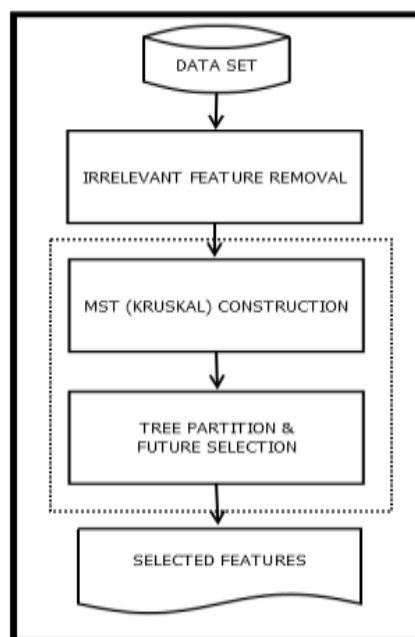 DATA SET
IRRELEVANT FEATURE REMOVAL
MST (KRUSKAL) CONSTRUCTION
TREE PARTITION &
FUTURE SELECTION
SELECTED FEATURES